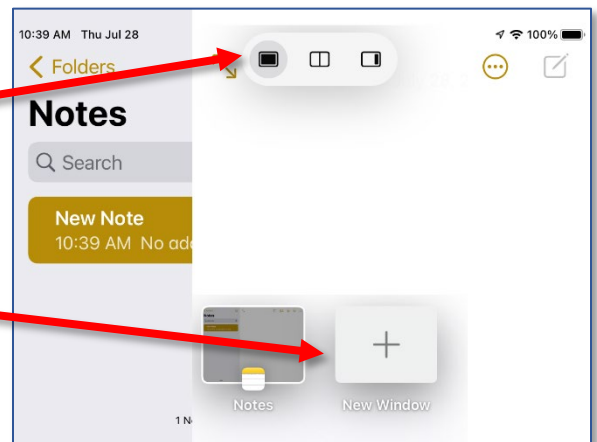 10:39 AM Thu Jul 28
100%
Folders
Notes
Search
New Note
10:39 AM No add
Notes
New Window
1 N